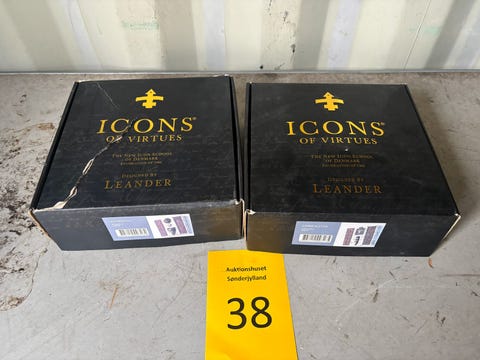 ICONS®
OF VIRTUES
THE NEW ICON SCHOOL
OF DENMARK
DESIGNED BY
LEANDER
ICONS®
OF VIRTUES
THE NEW ICON SCHOOL
OF DENMARK
DESIGNED BY
LEANDER
Auktionshuset
Sønderjylland
38